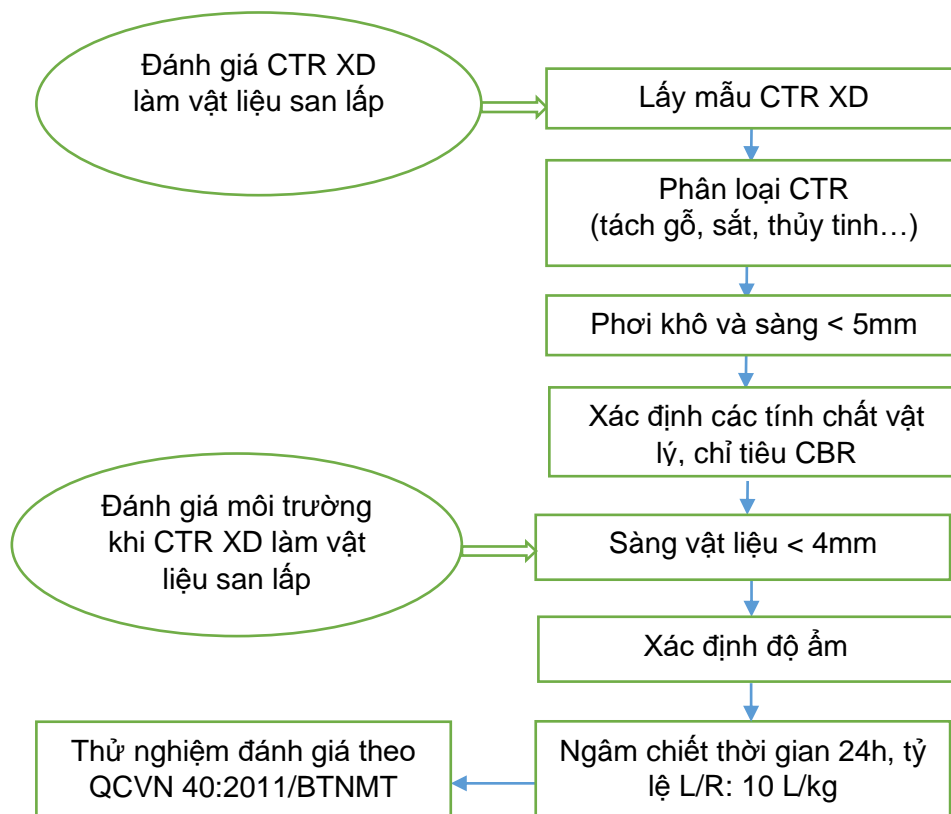 Đánh giá CTR XD
làm vật liệu san lấp
Lấy mẫu CTR XD
Phân loại CTR
(tách gỗ, sắt, thủy tinh…)
Phơi khô và sàng < 5mm
Xác định các tính chất vật
lý, chỉ tiêu CBR
Đánh giá môi trường
khi CTR XD làm vật
liệu san lấp
Sàng vật liệu < 4mm
Xác định độ ẩm
Ngâm chiết thời gian 24h, tỷ
lệ L/R: 10 L/kg
Thử nghiệm đánh giá theo
QCVN 40:2011/BTNMT